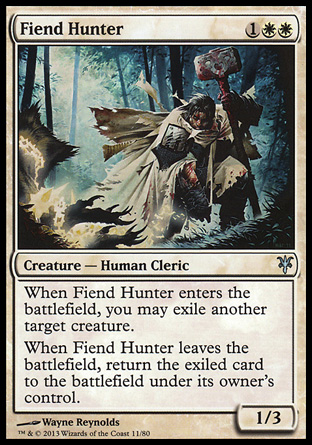 Fiend Hunter 1
Creature — Human Cleric
When Fiend Hunter enters the
battlefield, you may exile another
target creature.
When Fiend Hunter leaves the
battlefield, return the exiled card
to the battlefield under its owner's
control.
Wayne Reynolds
™ & © 2013 Wizards of the Coast 11/80
1/3